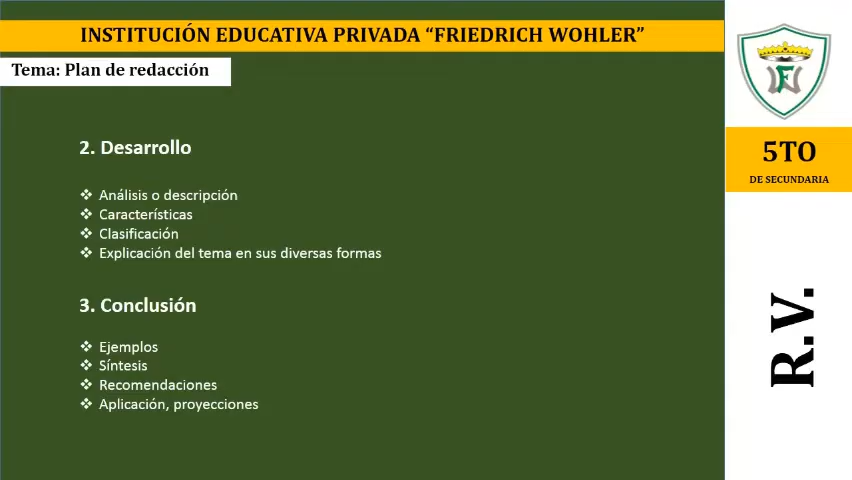 INSTITUCIÓN EDUCATIVA PRIVADA “FRIEDRICH WOHLER”
Tema: Plan de redacción
5TO
DE SECUNDARIA
2. Desarrollo
❖ Análisis o descripción
❖ Características
❖ Clasificación
❖ Explicación del tema en sus diversas formas
3. Conclusión
❖ Ejemplos
❖ Síntesis
❖ Recomendaciones
❖ Aplicación, proyecciones
R.V.